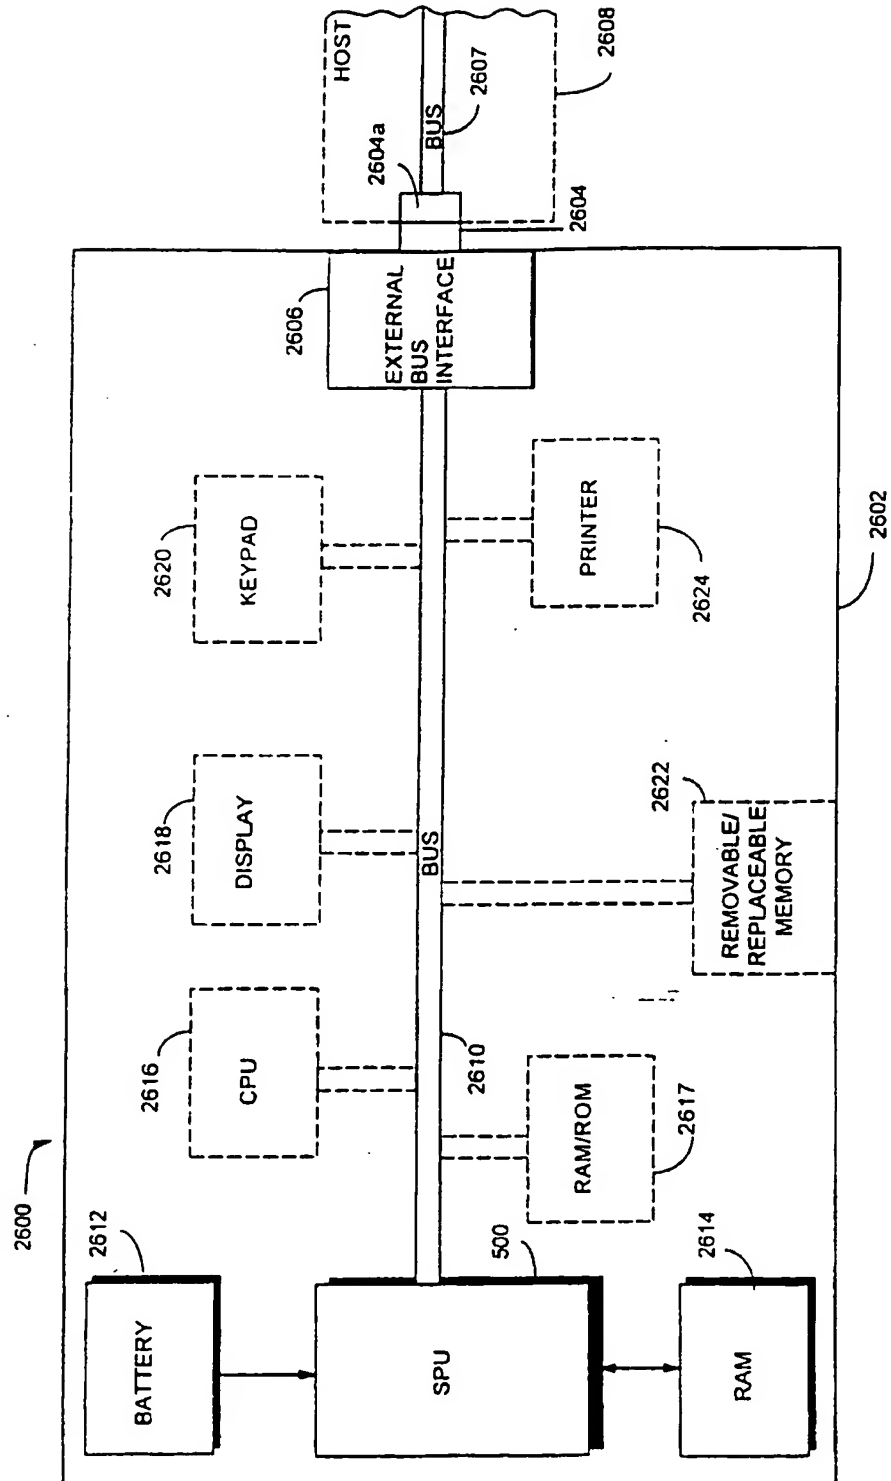 2600
BATTERY
2612
SPU
500
RAM
2614
CPU
2616
RAM/ROM
2617
2610
BUS
DISPLAY
2618
REMOVABLE/
REPLACEABLE
MEMORY
2622
KEYPAD
2620
PRINTER
2624
2602
EXTERNAL
BUS
INTERFACE
2606
2604
2604a
HOST
BUS
2607
2608